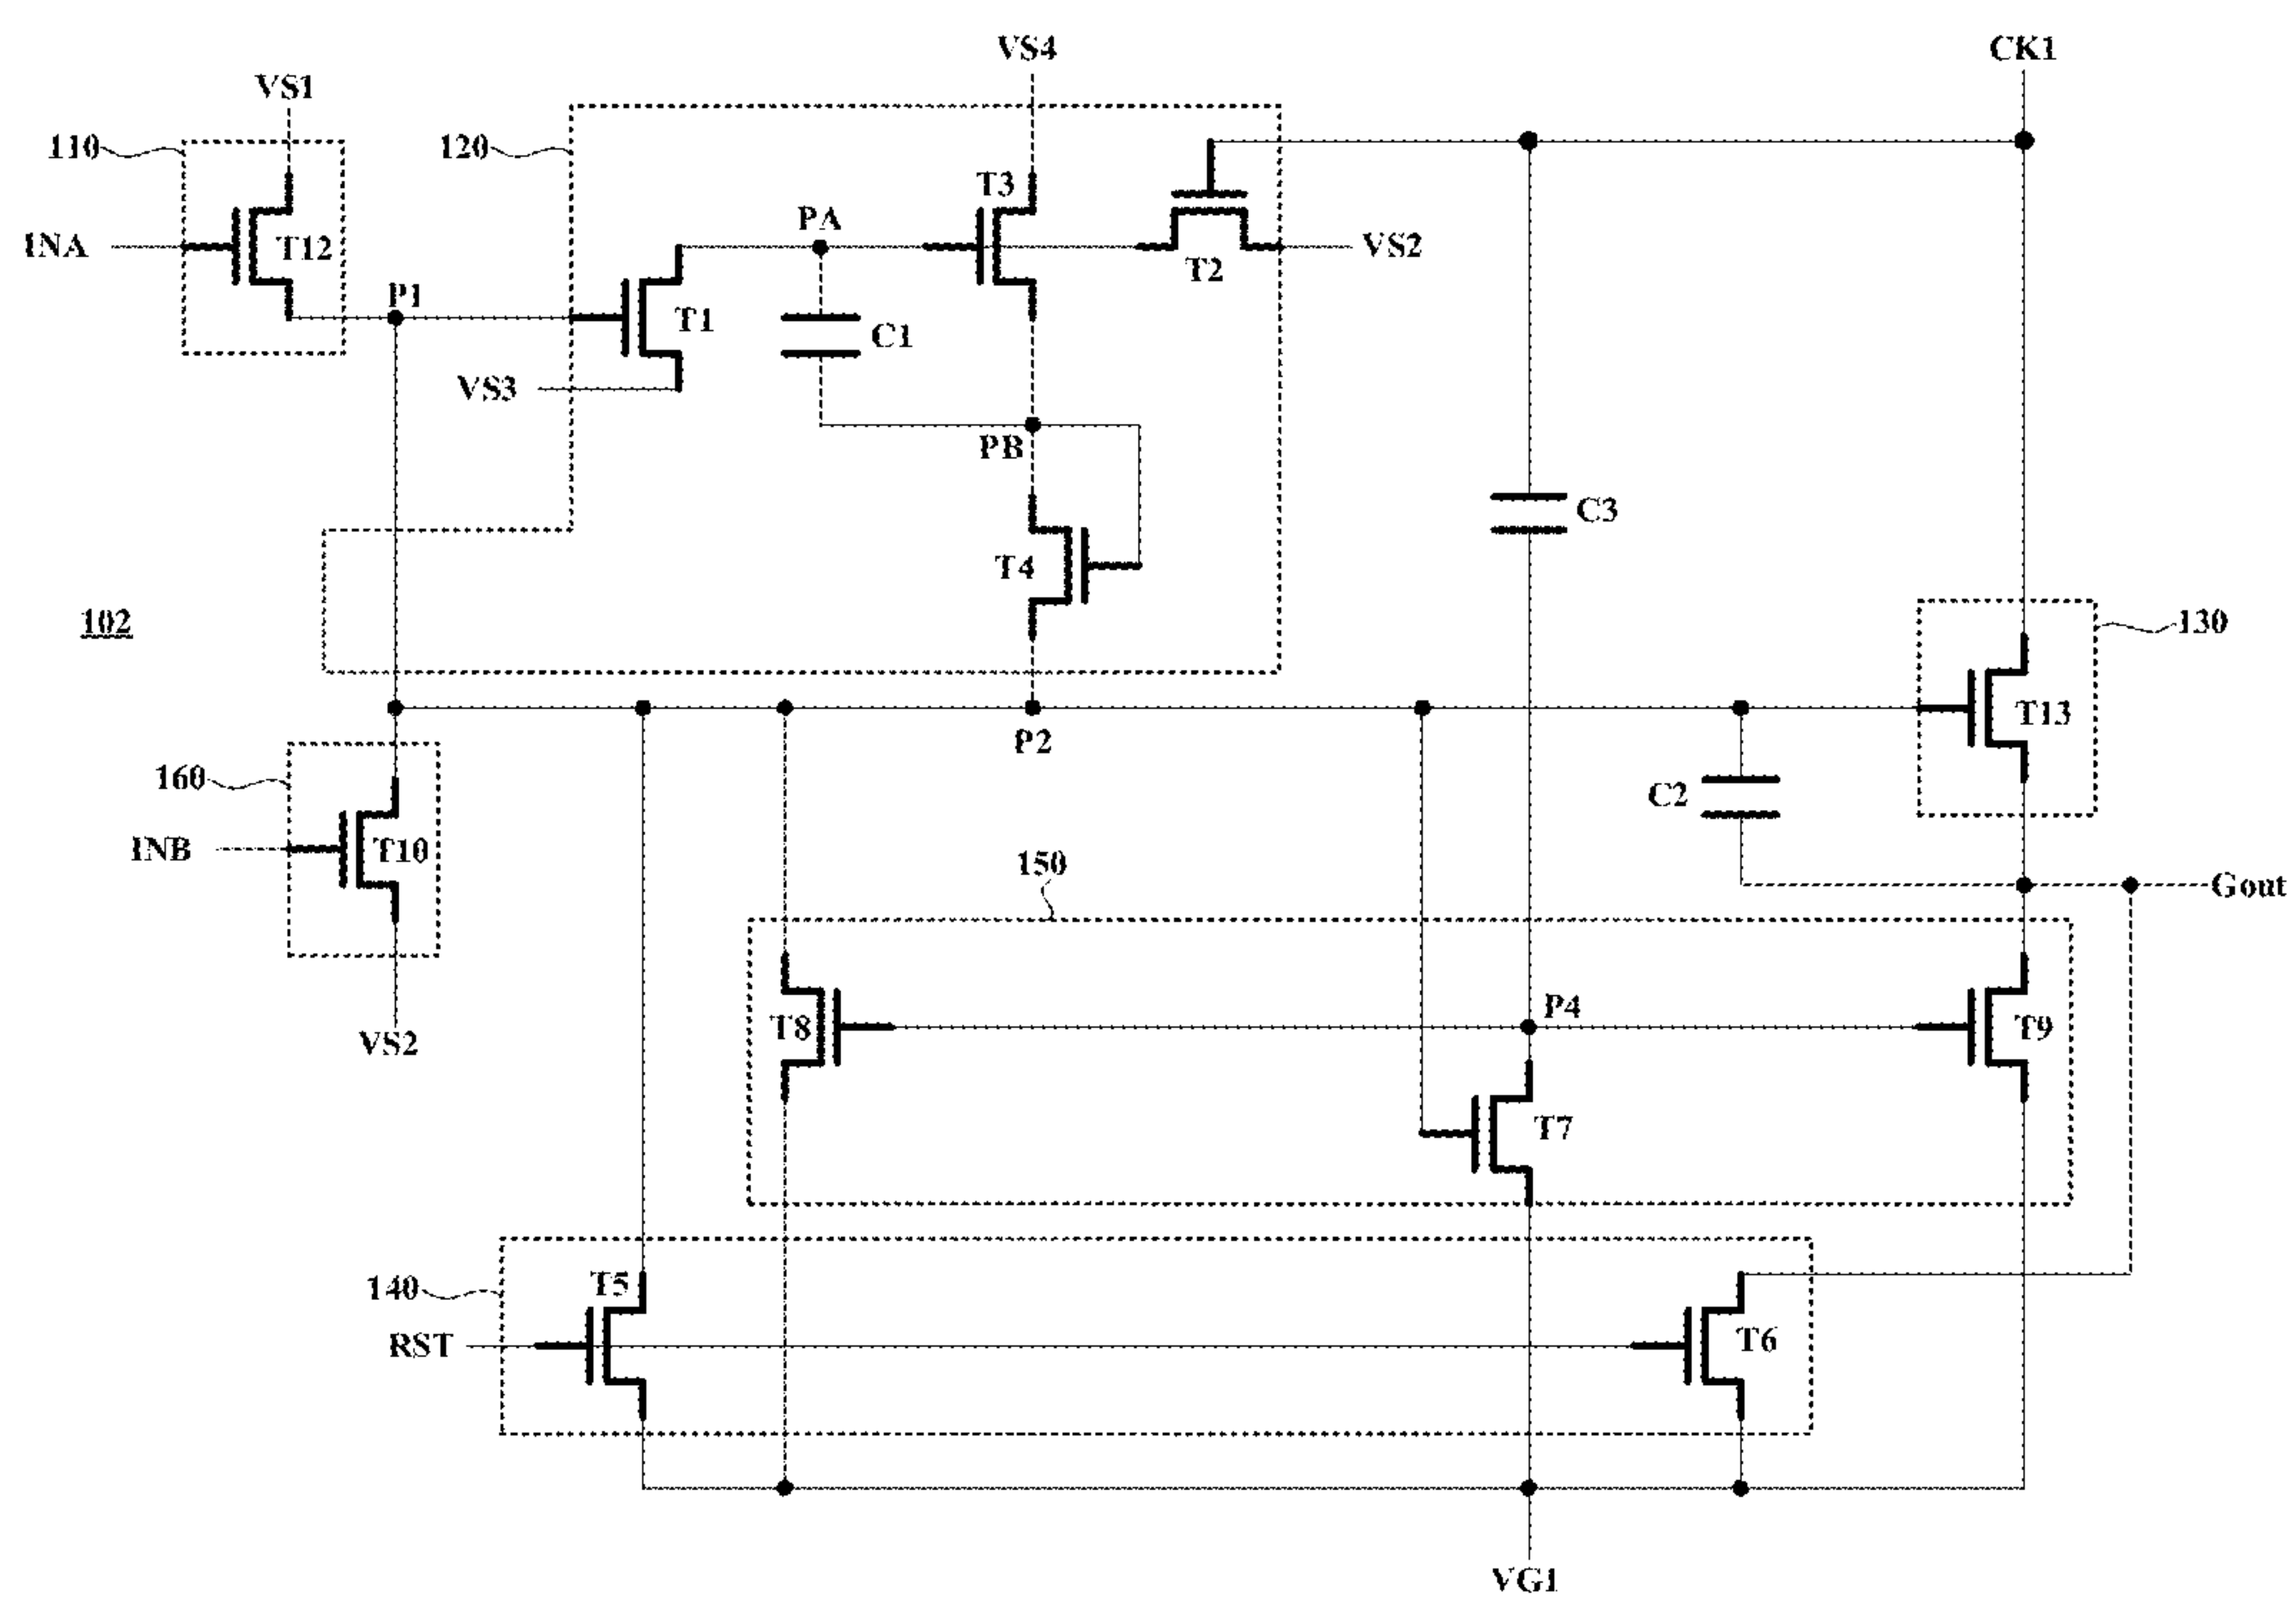 VS4
CK1
VS1
110
120
T3
PA
INA
T12
VS2
T2
P1
T1
C1
VS3
PB
C3
T4
102
130
T13
P2
160
C2
INB
T10
150
Gout
P4
T8
T9
VS2
T7
140
T5
RST
T6
VG1